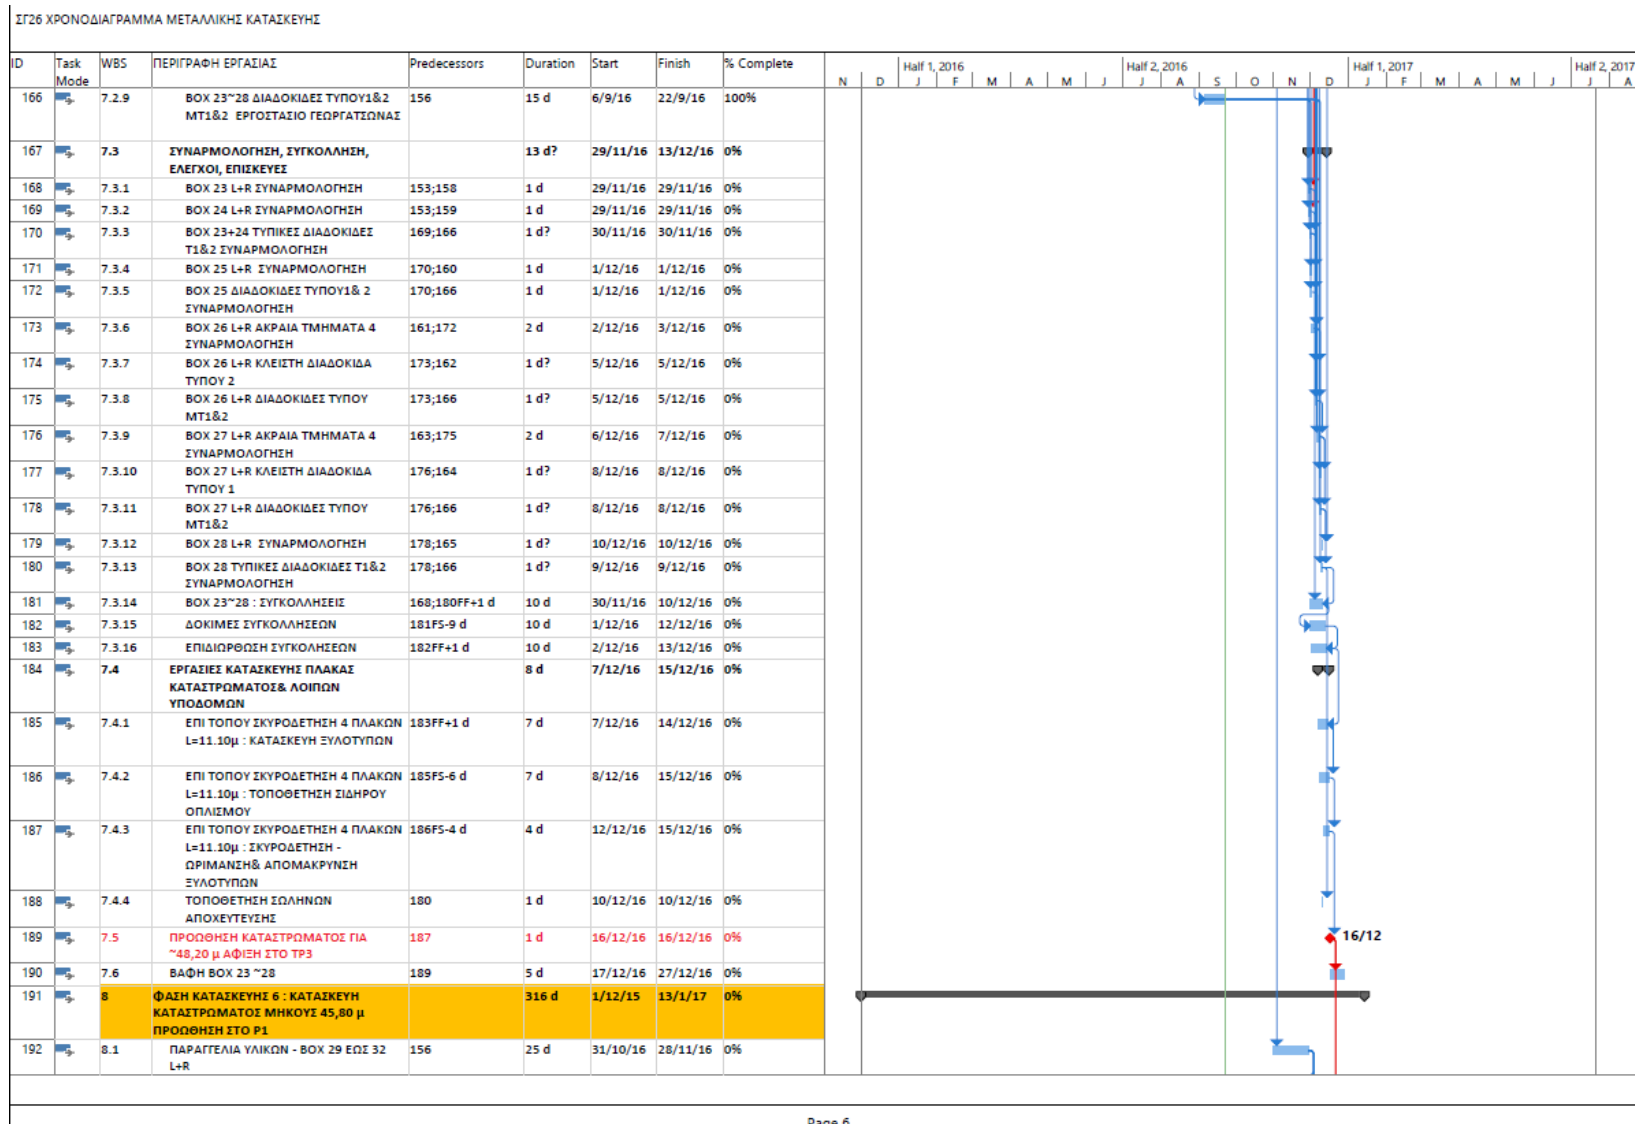 ΣΓ26 ΧΡΟΝΟΔΙΑΓΡΑΜΜΑ ΜΕΤΑΛΛΙΚΗΣ ΚΑΤΑΣΚΕΥΗΣ
ID Task Mode WBS ΠΕΡΙΓΡΑΦΗ ΕΡΓΑΣΙΑΣ Predecessors Duration Start Finish % Complete
Half 1, 2016 Half 2, 2016 Half 1, 2017 Half 2, 2017
N D J F M A M J J A S O N D J F M A M J J A
166 7.2.9 BOX 23~28 ΔΙΑΔΟΚΙΔΕΣ ΤΥΠΟΥ1&2 156 15 d 6/9/16 22/9/16 100%
ΜΤ1&2 ΕΡΓΟΣΤΑΣΙΟ ΓΕΩΡΓΑΤΣΩΝΑΣ
167 7.3 ΣΥΝΑΡΜΟΛΟΓΗΣΗ, ΣΥΓΚΟΛΛΗΣΗ, 13 d? 29/11/16 13/12/16 0%
ΕΛΕΓΧΟΙ, ΕΠΙΣΚΕΥΕΣ
168 7.3.1 BOX 23 L+R ΣΥΝΑΡΜΟΛΟΓΗΣΗ 153;158 1 d 29/11/16 29/11/16 0%
169 7.3.2 BOX 24 L+R ΣΥΝΑΡΜΟΛΟΓΗΣΗ 153;159 1 d 29/11/16 29/11/16 0%
170 7.3.3 BOX 23+24 ΤΥΠΙΚΕΣ ΔΙΑΔΟΚΙΔΕΣ 169;166 1 d? 30/11/16 30/11/16 0%
Τ1&2 ΣΥΝΑΡΜΟΛΟΓΗΣΗ
171 7.3.4 BOX 25 L+R ΣΥΝΑΡΜΟΛΟΓΗΣΗ 170;160 1 d 1/12/16 1/12/16 0%
172 7.3.5 BOX 25 ΔΙΑΔΟΚΙΔΕΣ ΤΥΠΟΥ1& 2 170;166 1 d 1/12/16 1/12/16 0%
ΣΥΝΑΡΜΟΛΟΓΗΣΗ
173 7.3.6 BOX 26 L+R ΑΚΡΑΙΑ ΤΜΗΜΑΤΑ 4 161;172 2 d 2/12/16 3/12/16 0%
ΣΥΝΑΡΜΟΛΟΓΗΣΗ
174 7.3.7 BOX 26 L+R ΚΛΕΙΣΤΗ ΔΙΑΔΟΚΙΔΑ 173;162 1 d? 5/12/16 5/12/16 0%
ΤΥΠΟΥ 2
175 7.3.8 BOX 26 L+R ΔΙΑΔΟΚΙΔΕΣ ΤΥΠΟΥ 173;166 1 d? 5/12/16 5/12/16 0%
ΜΤ1&2
176 7.3.9 BOX 27 L+R ΑΚΡΑΙΑ ΤΜΗΜΑΤΑ 4 163;175 2 d 6/12/16 7/12/16 0%
ΣΥΝΑΡΜΟΛΟΓΗΣΗ
177 7.3.10 BOX 27 L+R ΚΛΕΙΣΤΗ ΔΙΑΔΟΚΙΔΑ 176;164 1 d? 8/12/16 8/12/16 0%
ΤΥΠΟΥ 1
178 7.3.11 BOX 27 L+R ΔΙΑΔΟΚΙΔΕΣ ΤΥΠΟΥ 176;166 1 d? 8/12/16 8/12/16 0%
ΜΤ1&2
179 7.3.12 BOX 28 L+R ΣΥΝΑΡΜΟΛΟΓΗΣΗ 178;165 1 d? 10/12/16 10/12/16 0%
180 7.3.13 BOX 28 ΤΥΠΙΚΕΣ ΔΙΑΔΟΚΙΔΕΣ Τ1&2 178;166 1 d? 9/12/16 9/12/16 0%
ΣΥΝΑΡΜΟΛΟΓΗΣΗ
181 7.3.14 BOX 23~28 : ΣΥΓΚΟΛΛΗΣΕΙΣ 168;180FF+1 d 10 d 30/11/16 10/12/16 0%
182 7.3.15 ΔΟΚΙΜΕΣ ΣΥΓΚΟΛΛΗΣΕΩΝ 181FS-9 d 10 d 1/12/16 12/12/16 0%
183 7.3.16 ΕΠΙΔΙΟΡΘΩΣΗ ΣΥΓΚΟΛΗΣΕΩΝ 182FF+1 d 10 d 2/12/16 13/12/16 0%
184 7.4 ΕΡΓΑΣΙΕΣ ΚΑΤΑΣΚΕΥΗΣ ΠΛΑΚΑΣ 8 d 7/12/16 15/12/16 0%
ΚΑΤΑΣΤΡΩΜΑΤΟΣ& ΛΟΙΠΩΝ
ΥΠΟΔΟΜΩΝ
185 7.4.1 ΕΠΙ ΤΟΠΟΥ ΣΚΥΡΟΔΕΤΗΣΗ 4 ΠΛΑΚΩΝ 183FF+1 d 7 d 7/12/16 14/12/16 0%
L=11.10μ : ΚΑΤΑΣΚΕΥΗ ΞΥΛΟΤΥΠΩΝ
186 7.4.2 ΕΠΙ ΤΟΠΟΥ ΣΚΥΡΟΔΕΤΗΣΗ 4 ΠΛΑΚΩΝ 185FS-6 d 7 d 8/12/16 15/12/16 0%
L=11.10μ : ΤΟΠΟΘΕΤΗΣΗ ΣΙΔΗΡΟΥ
ΟΠΛΙΣΜΟΥ
187 7.4.3 ΕΠΙ ΤΟΠΟΥ ΣΚΥΡΟΔΕΤΗΣΗ 4 ΠΛΑΚΩΝ 186FS-4 d 4 d 12/12/16 15/12/16 0%
L=11.10μ : ΣΚΥΡΟΔΕΤΗΣΗ -
ΩΡΙΜΑΝΣΗ& ΑΠΟΜΑΚΡΥΝΣΗ
ΞΥΛΟΤΥΠΩΝ
188 7.4.4 ΤΟΠΟΘΕΤΗΣΗ ΣΩΛΗΝΩΝ 180 1 d 10/12/16 10/12/16 0%
ΑΠΟΧΕΥΤΕΥΣΗΣ
189 7.5 ΠΡΟΩΘΗΣΗ ΚΑΤΑΣΤΡΩΜΑΤΟΣ ΓΙΑ 187 1 d 16/12/16 16/12/16 0% 16/12
~48,20 μ ΑΦΙΞΗ ΣΤΟ ΤΡ3
190 7.6 ΒΑΦΗ BOX 23 ~28 189 5 d 17/12/16 27/12/16 0%
191 8 ΦΑΣΗ ΚΑΤΑΣΚΕΥΗΣ 6 : ΚΑΤΑΣΚΕΥΗ 316 d 1/12/15 13/1/17 0%
ΚΑΤΑΣΤΡΩΜΑΤΟΣ ΜΗΚΟΥΣ 45,80 μ
ΠΡΟΩΘΗΣΗ ΣΤΟ Ρ1
192 8.1 ΠΑΡΑΓΓΕΛΙΑ ΥΛΙΚΩΝ - BOX 29 ΕΩΣ 32 156 25 d 31/10/16 28/11/16 0%
L+R
Page 6